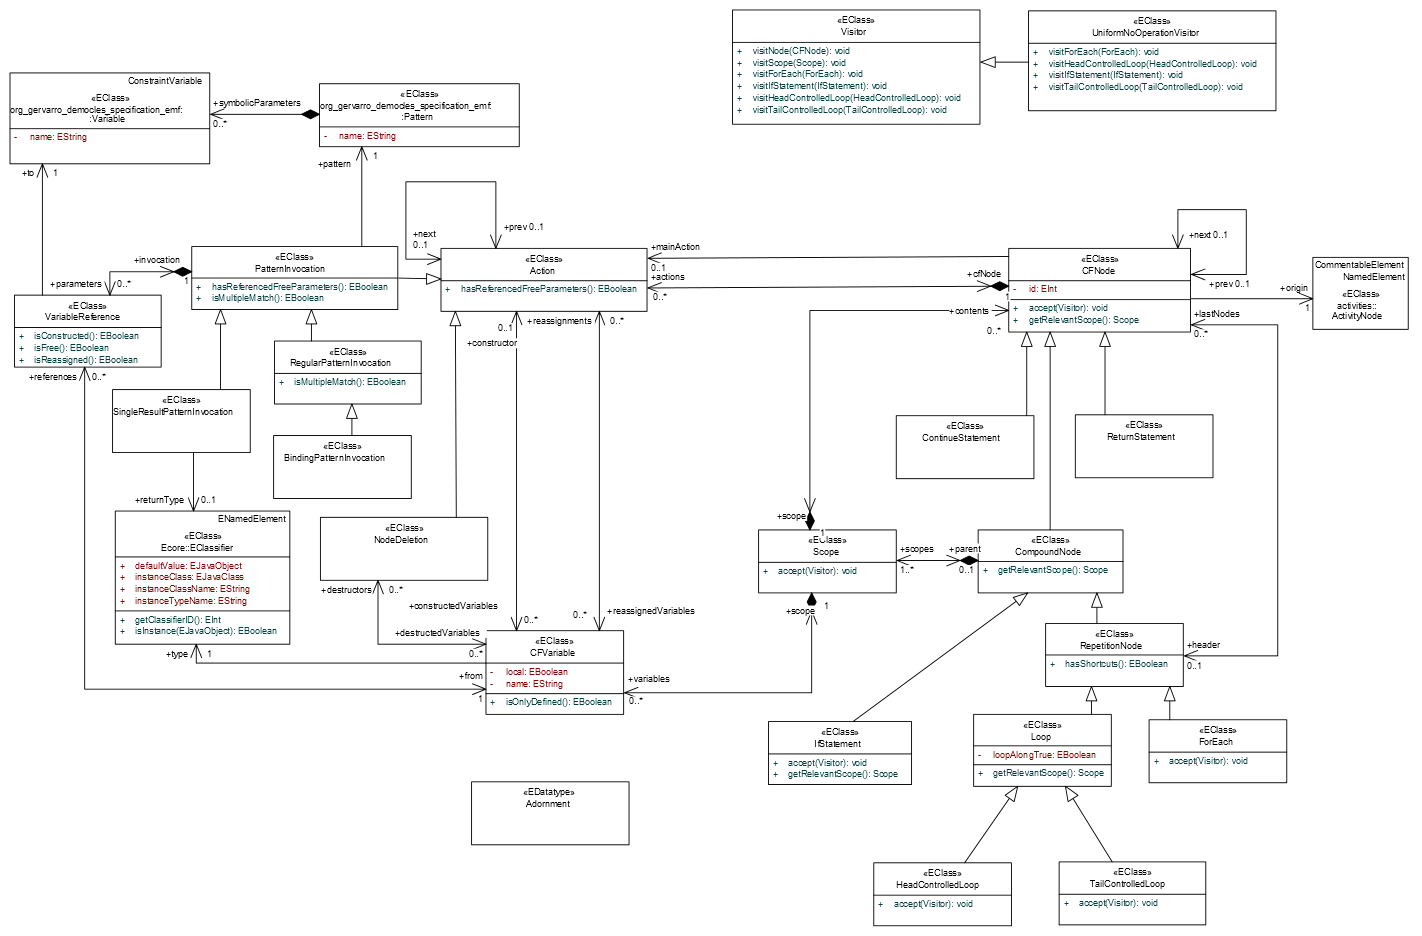 «EClass»
Visitor
+ visitNode(CFNode): void
+ visitScope(Scope): void
+ visitForEach(ForEach): void
+ visitIfStatement(IfStatement): void
+ visitHeadControlledLoop(HeadControlledLoop): void
+ visitTailControlledLoop(TailControlledLoop): void
«EClass»
UniformNoOperationVisitor
+ visitForEach(ForEach): void
+ visitHeadControlledLoop(HeadControlledLoop): void
+ visitIfStatement(IfStatement): void
+ visitTailControlledLoop(TailControlledLoop): void
ConstraintVariable
«EClass»
org_gervarro_democles_specification_emf:
:Variable
- name: EString
+symbolicParameters
0..*
«EClass»
org_gervarro_democles_specification_emf:
:Pattern
- name: EString
+to 1
+pattern 1
+next
0..1
+prev 0..1
+invocation
1
+parameters 0..*
«EClass»
PatternInvocation
+ hasReferencedFreeParameters(): EBoolean
+ isMultipleMatch(): EBoolean
«EClass»
Action
+ hasReferencedFreeParameters(): EBoolean
+mainAction
0..1
+actions
0..*
+cfNode
1
«EClass»
CFNode
- id: EInt
+ accept(Visitor): void
+ getRelevantScope(): Scope
+next 0..1
+prev 0..1
+origin
1
CommentableElement
NamedElement
«EClass»
activities::
ActivityNode
«EClass»
VariableReference
+ isConstructed(): EBoolean
+ isFree(): EBoolean
+ isReassigned(): EBoolean
+references 0..*
«EClass»
RegularPatternInvocation
+ isMultipleMatch(): EBoolean
0..1
+constructor
+reassignments 0..*
+contents
0..*
+lastNodes
0..*
«EClass»
SingleResultPatternInvocation
«EClass»
BindingPatternInvocation
«EClass»
ContinueStatement
«EClass»
ReturnStatement
+returnType 0..1
ENamedElement
«EClass»
Ecore::EClassifier
+ defaultValue: EJavaObject
+ instanceClass: EJavaClass
+ instanceClassName: EString
+ instanceTypeName: EString
+ getClassifierID(): EInt
+ isInstance(EJavaObject): EBoolean
+type 1
«EClass»
NodeDeletion
+destructors 0..*
+constructedVariables
0..*
0..*
+reassignedVariables
+destructedVariables
0..*
+scope
1
«EClass»
Scope
+ accept(Visitor): void
+scopes
1..*
+parent
0..1
«EClass»
CompoundNode
+ getRelevantScope(): Scope
+scope 1
«EClass»
RepetitionNode
+ hasShortcuts(): EBoolean
+header
0..1
+from
1
«EClass»
CFVariable
- local: EBoolean
- name: EString
+ isOnlyDefined(): EBoolean
+variables
0..*
«EClass»
IfStatement
+ accept(Visitor): void
+ getRelevantScope(): Scope
«EClass»
Loop
- loopAlongTrue: EBoolean
+ getRelevantScope(): Scope
«EClass»
ForEach
+ accept(Visitor): void
«EDatatype»
Adornment
«EClass»
HeadControlledLoop
+ accept(Visitor): void
«EClass»
TailControlledLoop
+ accept(Visitor): void